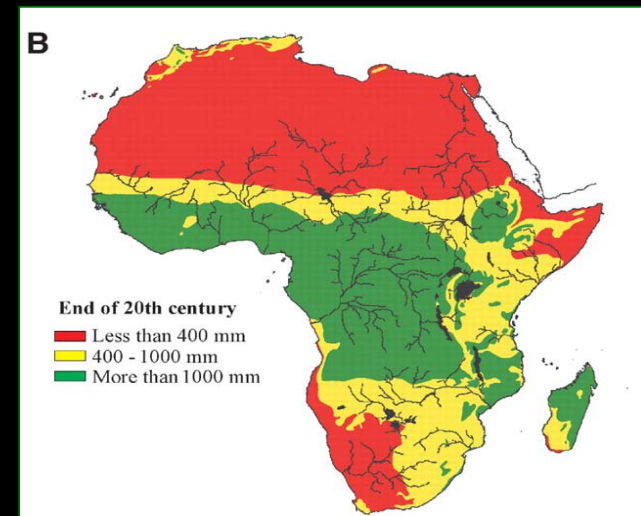 B
End of 20th century
Less than 400 mm
400 - 1000 mm
More than 1000 mm